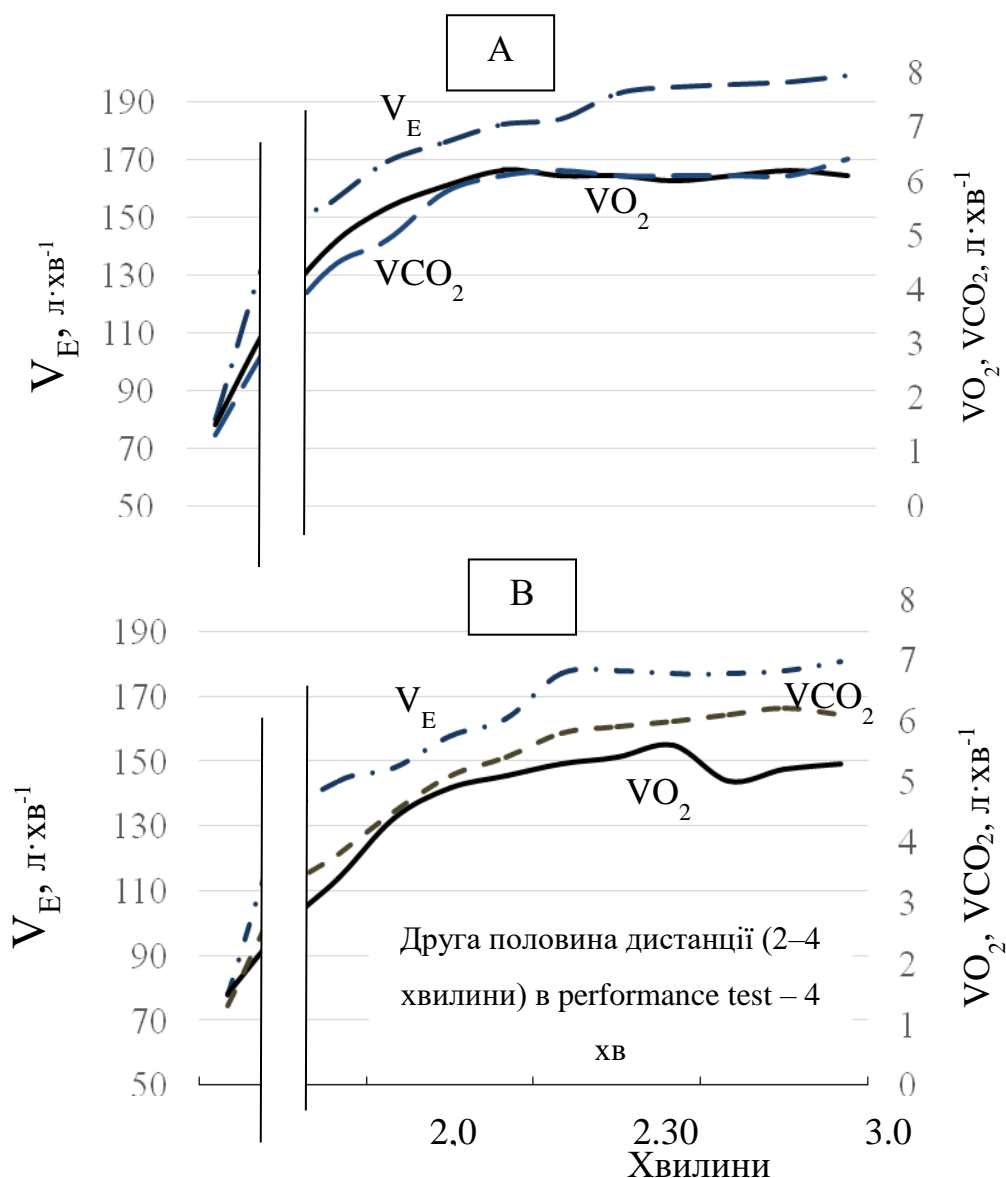 A
190
170
150
130
110
90
70
50
8
7
6
5
4
3
2
1
0
V_E, л·хв⁻¹
VO₂, VCO₂, л·хв⁻¹
V_E
VO₂
VCO₂
B
190
170
150
130
110
90
70
50
8
7
6
5
4
3
2
1
0
V_E, л·хв⁻¹
VO₂, VCO₂, л·хв⁻¹
V_E
VCO₂
VO₂
Друга половина дистанції (2–4
хвилини) в performance test – 4
хв
2,0
2.30
3.0
Хвилини